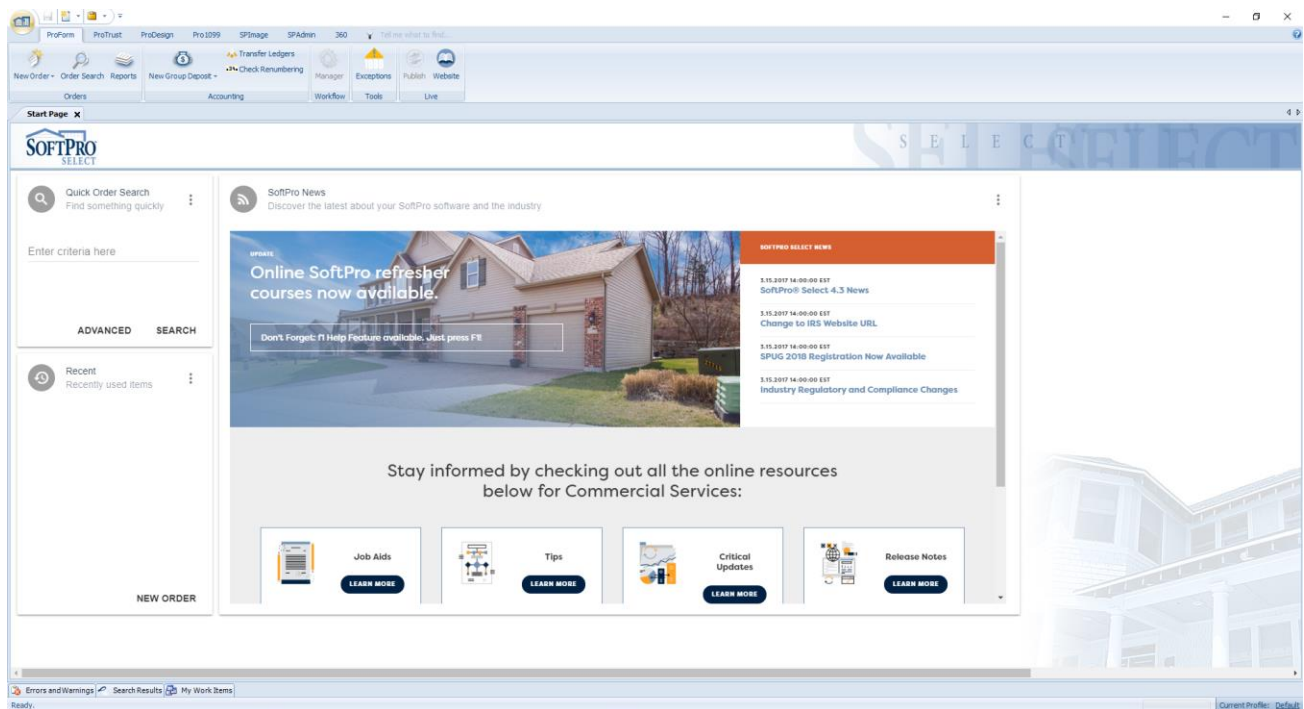 ProForm ProTrust ProDesign Pro1099 SPImage SPAdmin 360 Tell me what to find...
New Order Order Search Reports New Group Deposit Transfer Ledgers Check Renumbering Manager Exceptions Publish Website
Orders Accounting Workflow Tools Live
Start Page X
SOFTPRO
SELECT
S E L E C T
SELECT
Quick Order Search
Find something quickly
Enter criteria here
ADVANCED SEARCH
Recent
Recently used items
NEW ORDER
SoftPro News
Discover the latest about your SoftPro software and the industry
UPDATE
Online SoftPro refresher
courses now available.
Don't Forget: f1 Help Feature available. Just press F1!
SOFTPRO SELECT NEWS
3.15.2017 14:00:00 EST
SoftPro® Select 4.3 News
3.15.2017 14:00:00 EST
Change to IRS Website URL
3.15.2017 14:00:00 EST
SPUG 2018 Registration Now Available
3.15.2017 14:00:00 EST
Industry Regulatory and Compliance Changes
Stay informed by checking out all the online resources
below for Commercial Services:
Job Aids
LEARN MORE
Tips
LEARN MORE
Critical
Updates
LEARN MORE
Release Notes
LEARN MORE
Errors and Warnings Search Results My Work Items
Ready. Current Profile: Default